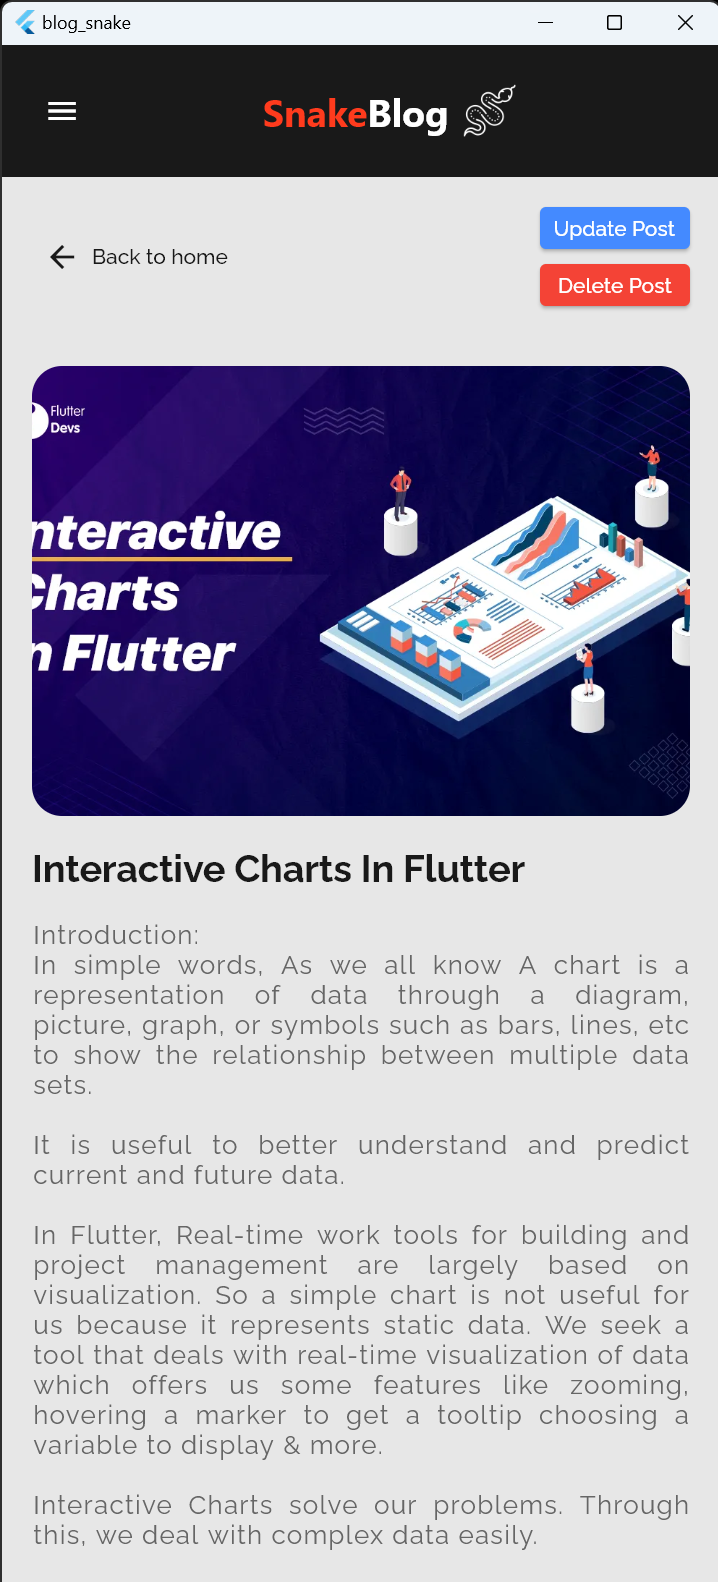 blog_snake
SnakeBlog
Back to home
Update Post
Delete Post
Flutter
Devs
nteractive
Charts
n Flutter
Interactive Charts In Flutter
Introduction:
In simple words, As we all know A chart is a
representation of data through a diagram,
picture, graph, or symbols such as bars, lines, etc
to show the relationship between multiple data
sets.
It is useful to better understand and predict
current and future data.
In Flutter, Real-time work tools for building and
project management are largely based on
visualization. So a simple chart is not useful for
us because it represents static data. We seek a
tool that deals with real-time visualization of data
which offers us some features like zooming,
hovering a marker to get a tooltip choosing a
variable to display & more.
Interactive Charts solve our problems. Through
this, we deal with complex data easily.